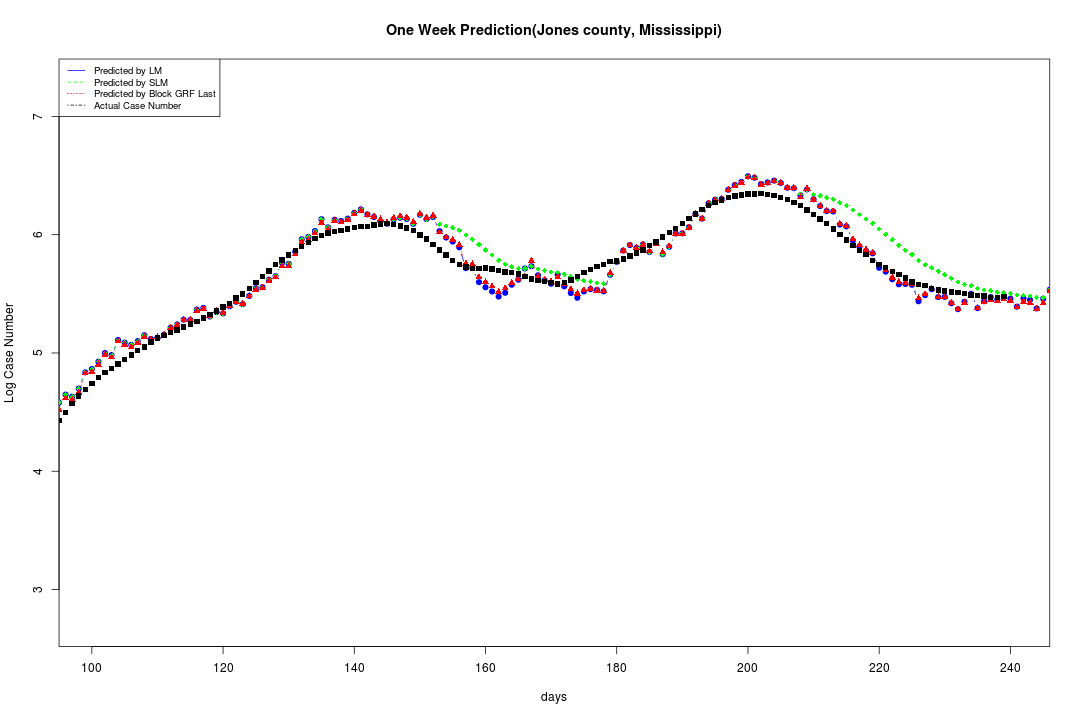 One Week Prediction(Jones county, Mississippi)
Predicted by LM
Predicted by SLM
Predicted by Block GRF Last
Actual Case Number
7
6
5
4
3
Log Case Number
100 120 140 160 180 200 220 240
days